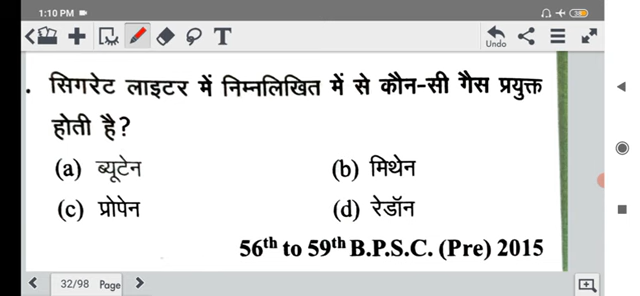 1:10 PM
Undo
. सिगरेट लाइटर में निम्नलिखित में से कौन-सी गैस प्रयुक्त
होती है?
(a) ब्यूटेन (b) मिथेन
(c) प्रोपेन (d) रेडॉन
56th to 59th B.P.S.C. (Pre) 2015
32/98 Page